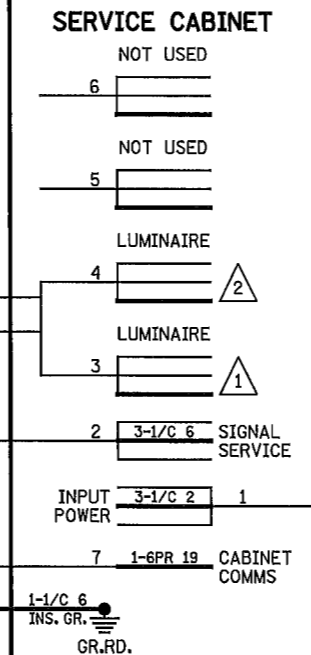 SERVICE CABINET
NOT USED
6
NOT USED
5
LUMINAIRE
4
2
LUMINAIRE
3
1
2 3-1/C 6 SIGNAL
SERVICE
INPUT 3-1/C 2 1
POWER
7 1-6PR 19 CABINET
COMMS
1-1/C 6
INS. GR.
GR.RD.